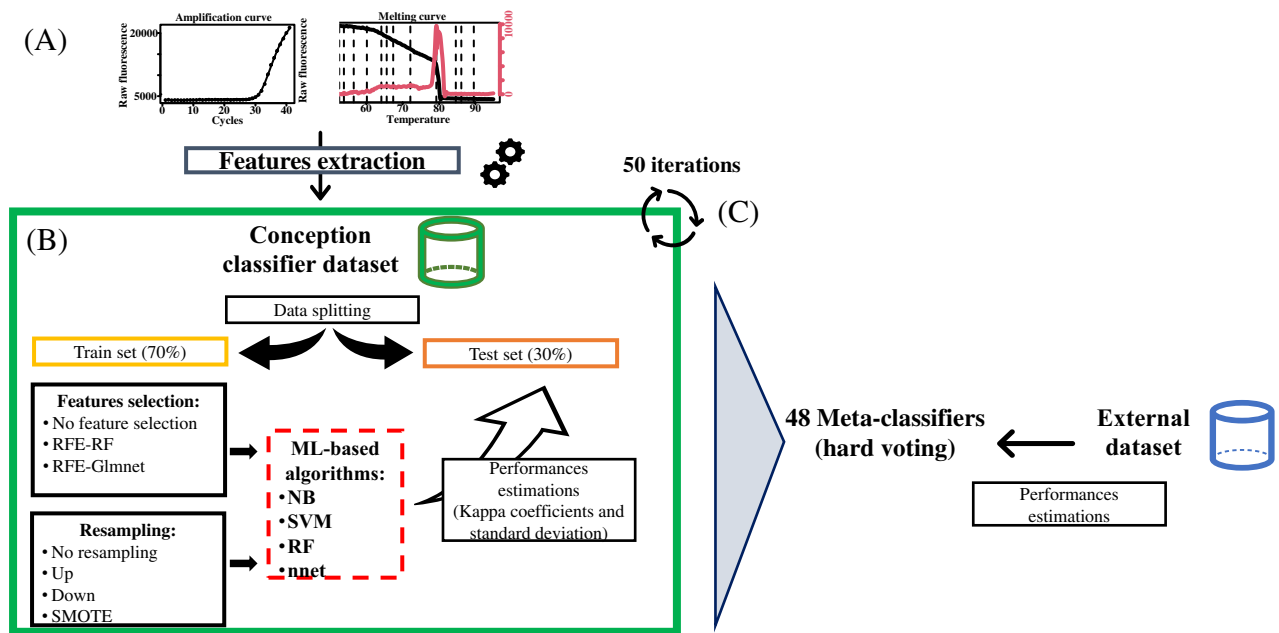 (A)
Amplification curve
Raw fluorescence
20000
5000
0 10 20 30 40
Cycles
Melting curve
Raw fluorescence
10000
0
60 70 80 90
Temperature
Features extraction
50 iterations
(B)
Conception
classifier dataset
Data splitting
Train set (70%)
Test set (30%)
Features selection:
• No feature selection
• RFE-RF
• RFE-Glmnet
Resampling:
• No resampling
• Up
• Down
• SMOTE
ML-based
algorithms:
•NB
•SVM
•RF
•nnet
Performances
estimations
(Kappa coefficients and
standard deviation)
(C)
48 Meta-classifiers
(hard voting)
External
dataset
Performances
estimations